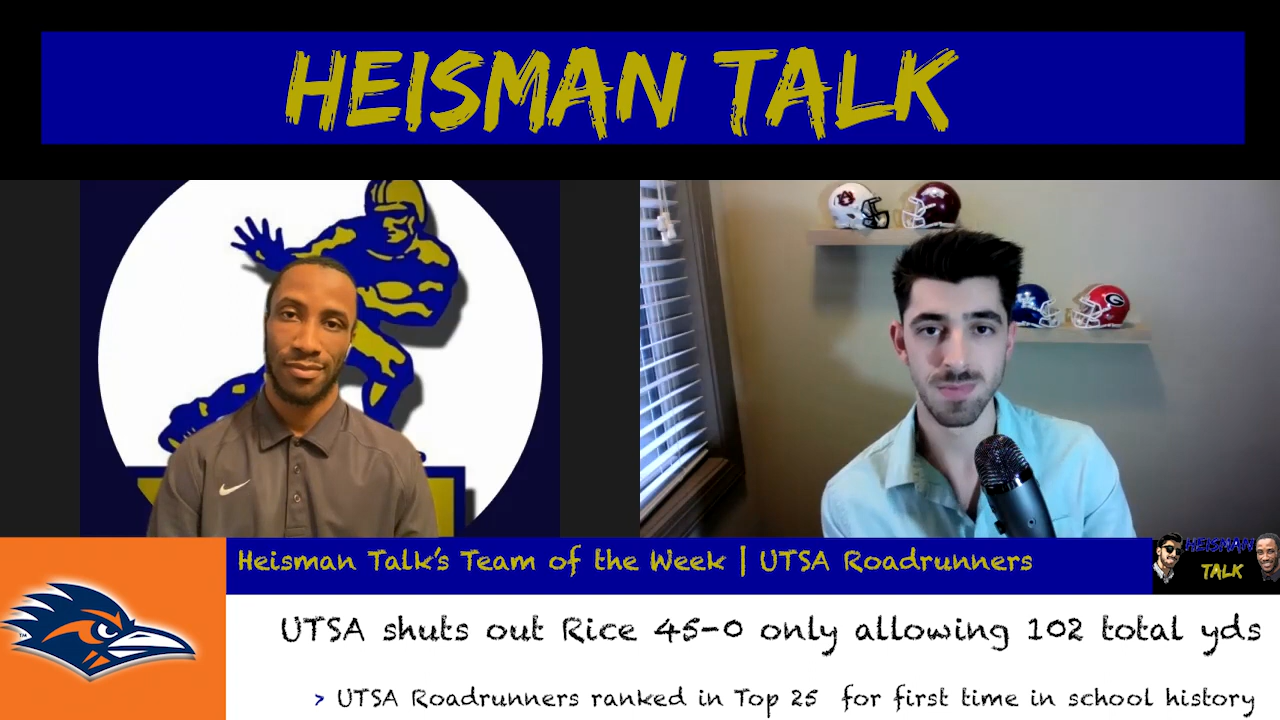 HEISMAN TALK
Heisman Talk's Team of the Week | UTSA Roadrunners
HEISMAN
TALK
UTSA shuts out Rice 45-0 only allowing 102 total yds
TM
> UTSA Roadrunners ranked in Top 25 for first time in school history